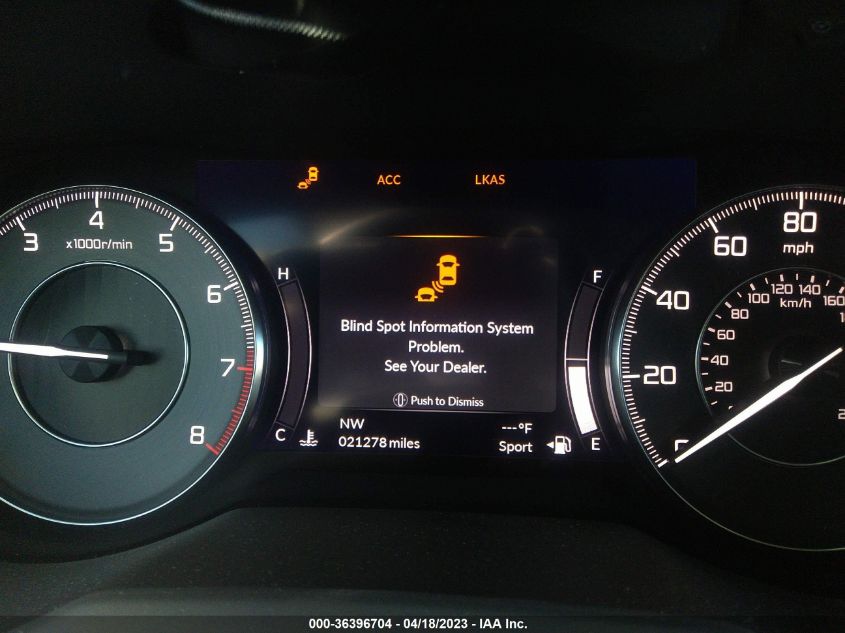 ACC LKAS
4
3 5
x1000r/min
6
7
8
H
C
Blind Spot Information System
Problem.
See Your Dealer.
Push to Dismiss
NW ---°F
021278 miles Sport
F
E
80
60 mph
40
20
120 140
100 km/h 160
80
60
40
20
000-36396704 - 04/18/2023 - IAA Inc.